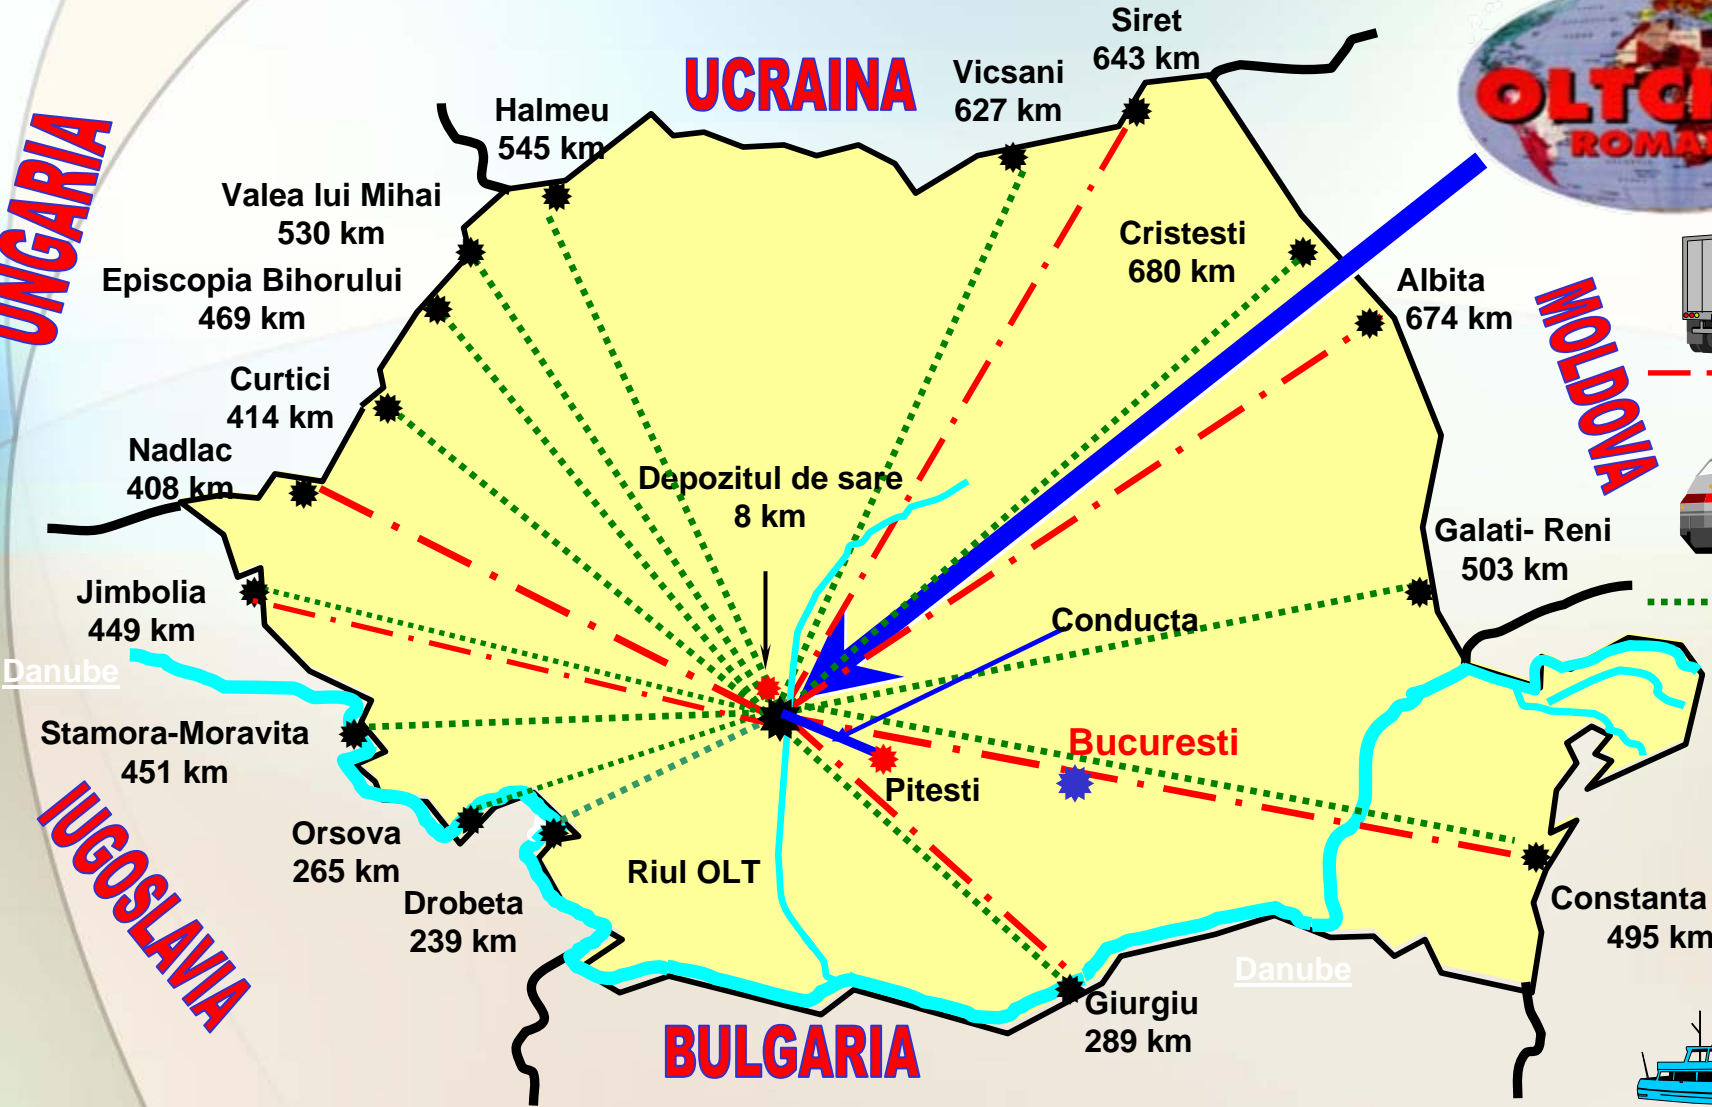 Siret
643 km
UCRAINA
Vicsani
627 km
Halmeu
545 km
UNGARIA
Valea lui Mihai
530 km
Episcopia Bihorului
469 km
Cristesti
680 km
Albita
674 km
MOLDOVA
ROMA
Curtici
414 km
Nadlac
408 km
Depozitul de sare
8 km
Galati- Reni
503 km
Jimbolia
449 km
Conducta
Danube
Stamora-Moravita
451 km
Bucuresti
Pitesti
IUGOSLAVIA
Orsova
265 km
Riul OLT
Drobeta
239 km
Constanta
495 km
Danube
Giurgiu
289 km
BULGARIA